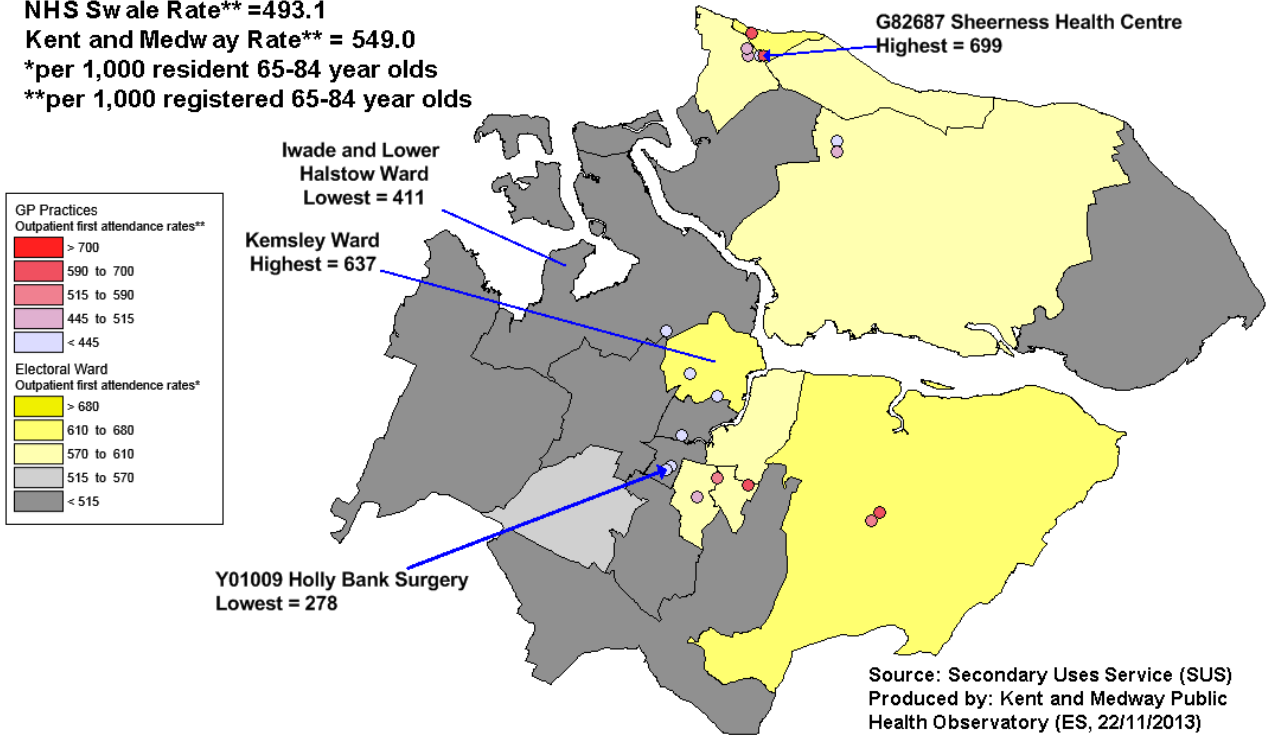 NHS Swale Rate** =493.1
Kent and Medway Rate** = 549.0
*per 1,000 resident 65-84 year olds
**per 1,000 registered 65-84 year olds
G82687 Sheerness Health Centre
Highest = 699
Iwade and Lower
Halstow Ward
Lowest = 411
Kemsley Ward
Highest = 637
GP Practices
Outpatient first attendance rates**
> 700
590 to 700
515 to 590
445 to 515
< 445
Electoral Ward
Outpatient first attendence rates*
> 680
610 to 680
570 to 610
515 to 570
< 515
Y01009 Holly Bank Surgery
Lowest = 278
Source: Secondary Uses Service (SUS)
Produced by: Kent and Medway Public
Health Observatory (ES, 22/11/2013)